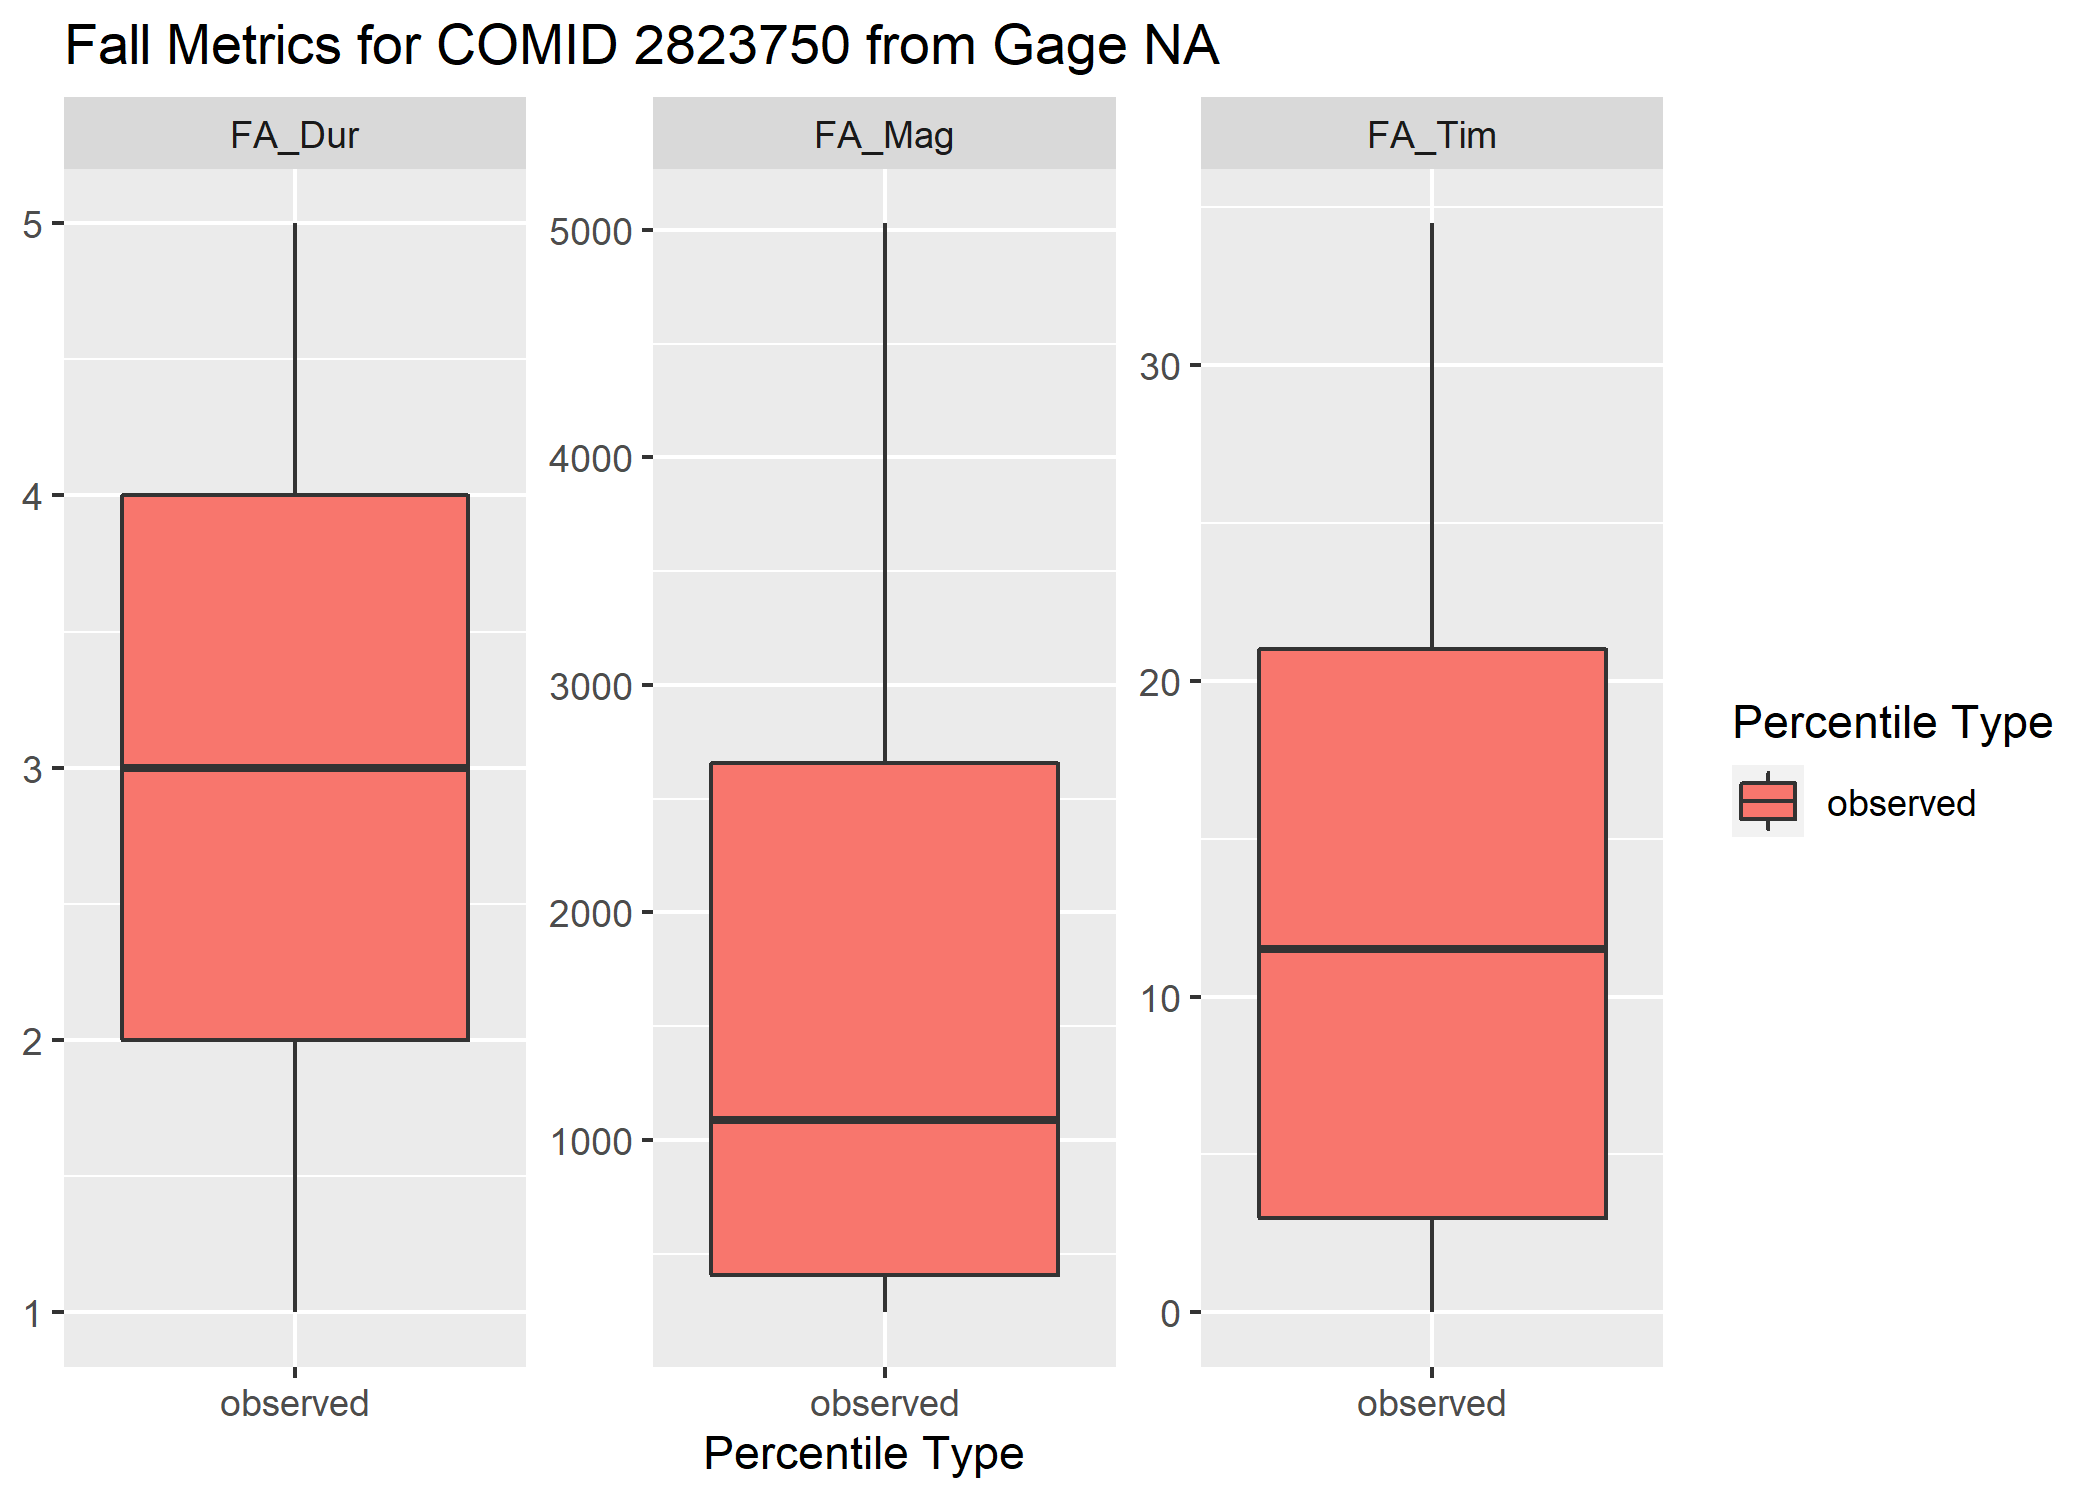 Fall Metrics for COMID 2823750 from Gage NA
FA_Dur
FA_Mag
FA_Tim
5
4
3
2
1
5000
4000
3000
2000
1000
30
20
10
0
observed
observed
observed
Percentile Type
Percentile Type
observed